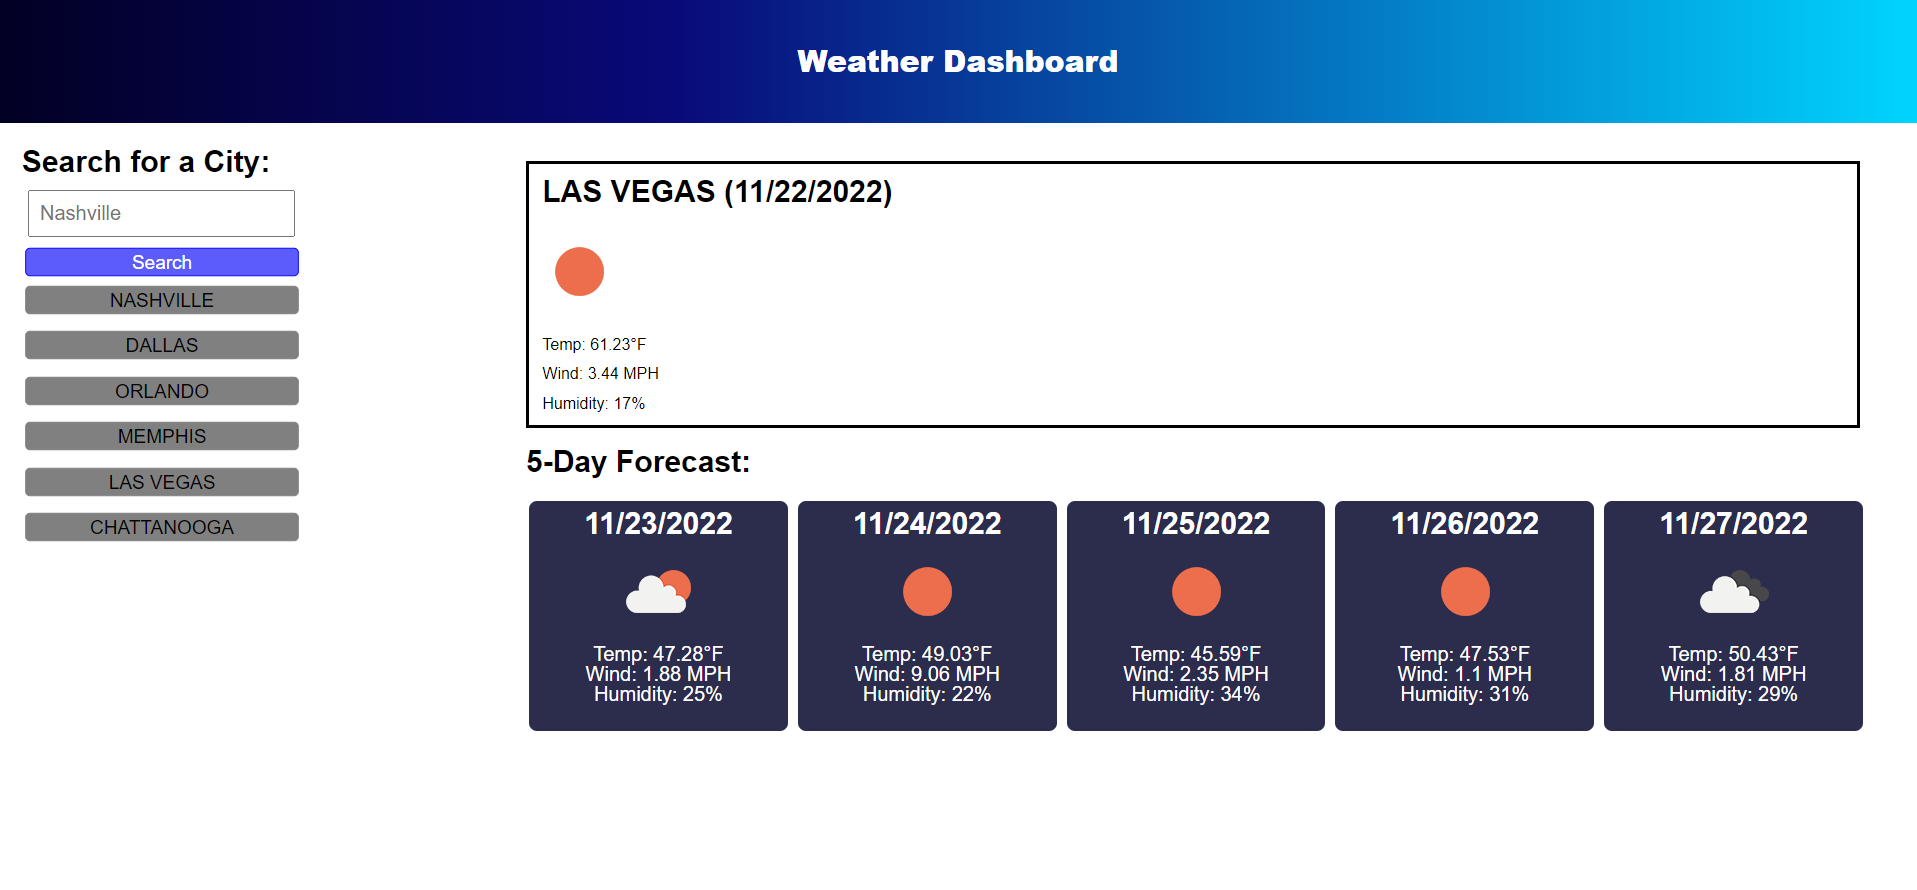 Weather Dashboard
Search for a City:
Nashville
Search
NASHVILLE
DALLAS
ORLANDO
MEMPHIS
LAS VEGAS
CHATTANOOGA
LAS VEGAS (11/22/2022)
Temp: 61.23°F
Wind: 3.44 MPH
Humidity: 17%
5-Day Forecast:
11/23/2022
Temp: 47.28°F
Wind: 1.88 MPH
Humidity: 25%
11/24/2022
Temp: 49.03°F
Wind: 9.06 MPH
Humidity: 22%
11/25/2022
Temp: 45.59°F
Wind: 2.35 MPH
Humidity: 34%
11/26/2022
Temp: 47.53°F
Wind: 1.1 MPH
Humidity: 31%
11/27/2022
Temp: 50.43°F
Wind: 1.81 MPH
Humidity: 29%